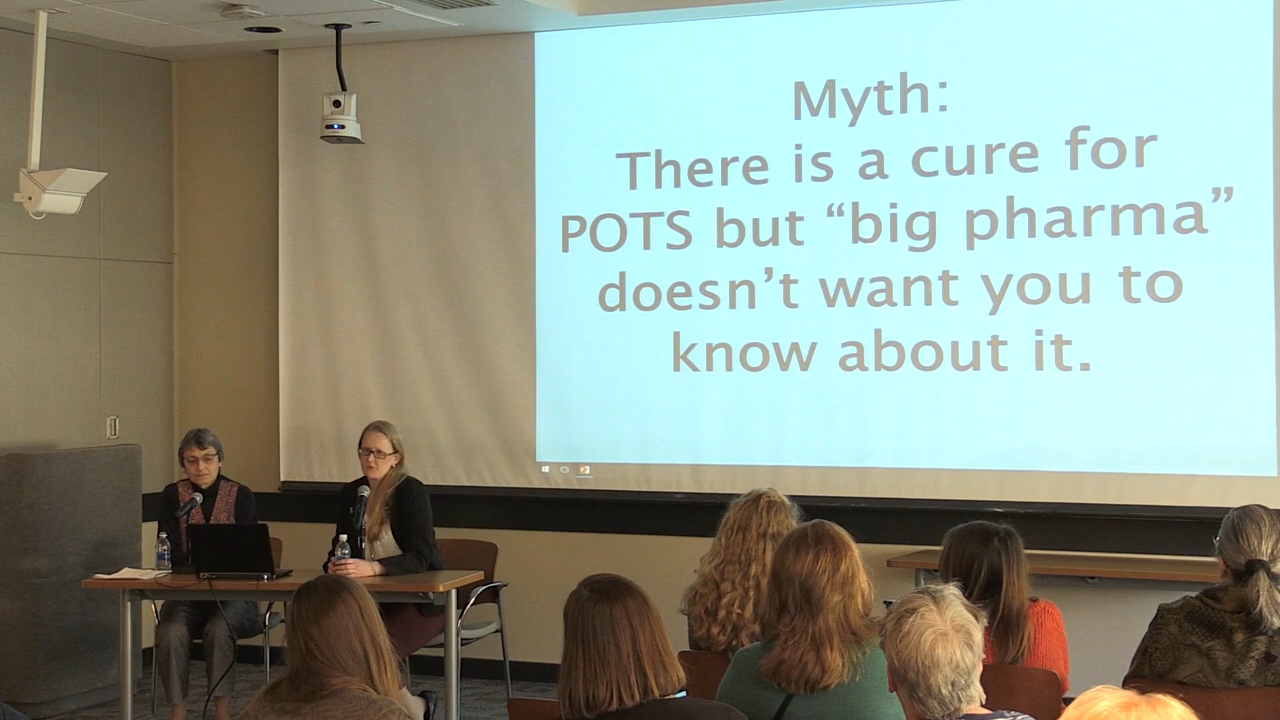 Myth:
There is a cure for
POTS but “big pharma”
doesn’t want you to
know about it.